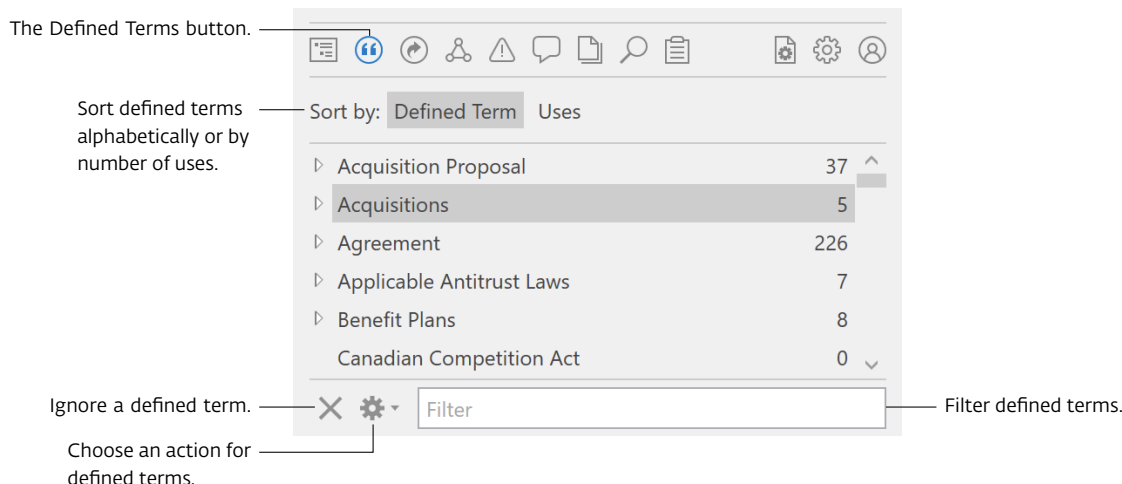 The Defined Terms button.
Sort defined terms
alphabetically or by
number of uses.
Sort by: Defined Term Uses
Acquisition Proposal 37
Acquisitions 5
Agreement 226
Applicable Antitrust Laws 7
Benefit Plans 8
Canadian Competition Act 0
Ignore a defined term.
Filter
Filter defined terms.
Choose an action for
defined terms.